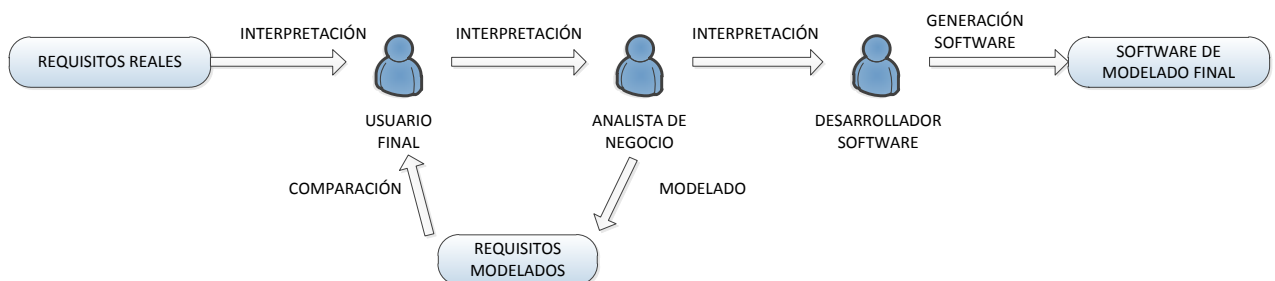 REQUISITOS REALES
INTERPRETACIÓN
USUARIO
FINAL
INTERPRETACIÓN
ANALISTA DE
NEGOCIO
INTERPRETACIÓN
DESARROLLADOR
SOFTWARE
GENERACIÓN
SOFTWARE
SOFTWARE DE
MODELADO FINAL
COMPARACIÓN
MODELADO
REQUISITOS
MODELADOS